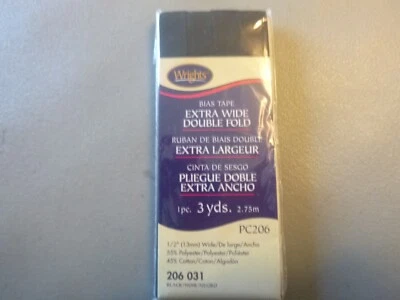 Wrights
BIAS TAPE
EXTRA WIDE
DOUBLE FOLD
RUBAN DE BIAIS DOUBLE
EXTRA LARGEUR
CINTA DE SESGO
PLIEGUE DOBLE
EXTRA ANCHO
1 pc. 3 yds. 2.75m
PC206
1/2" (13mm) Wide/De large/Ancho
55% Polyester/Polyester/Poliéster
45% Cotton/Coton/Algodón
206 031